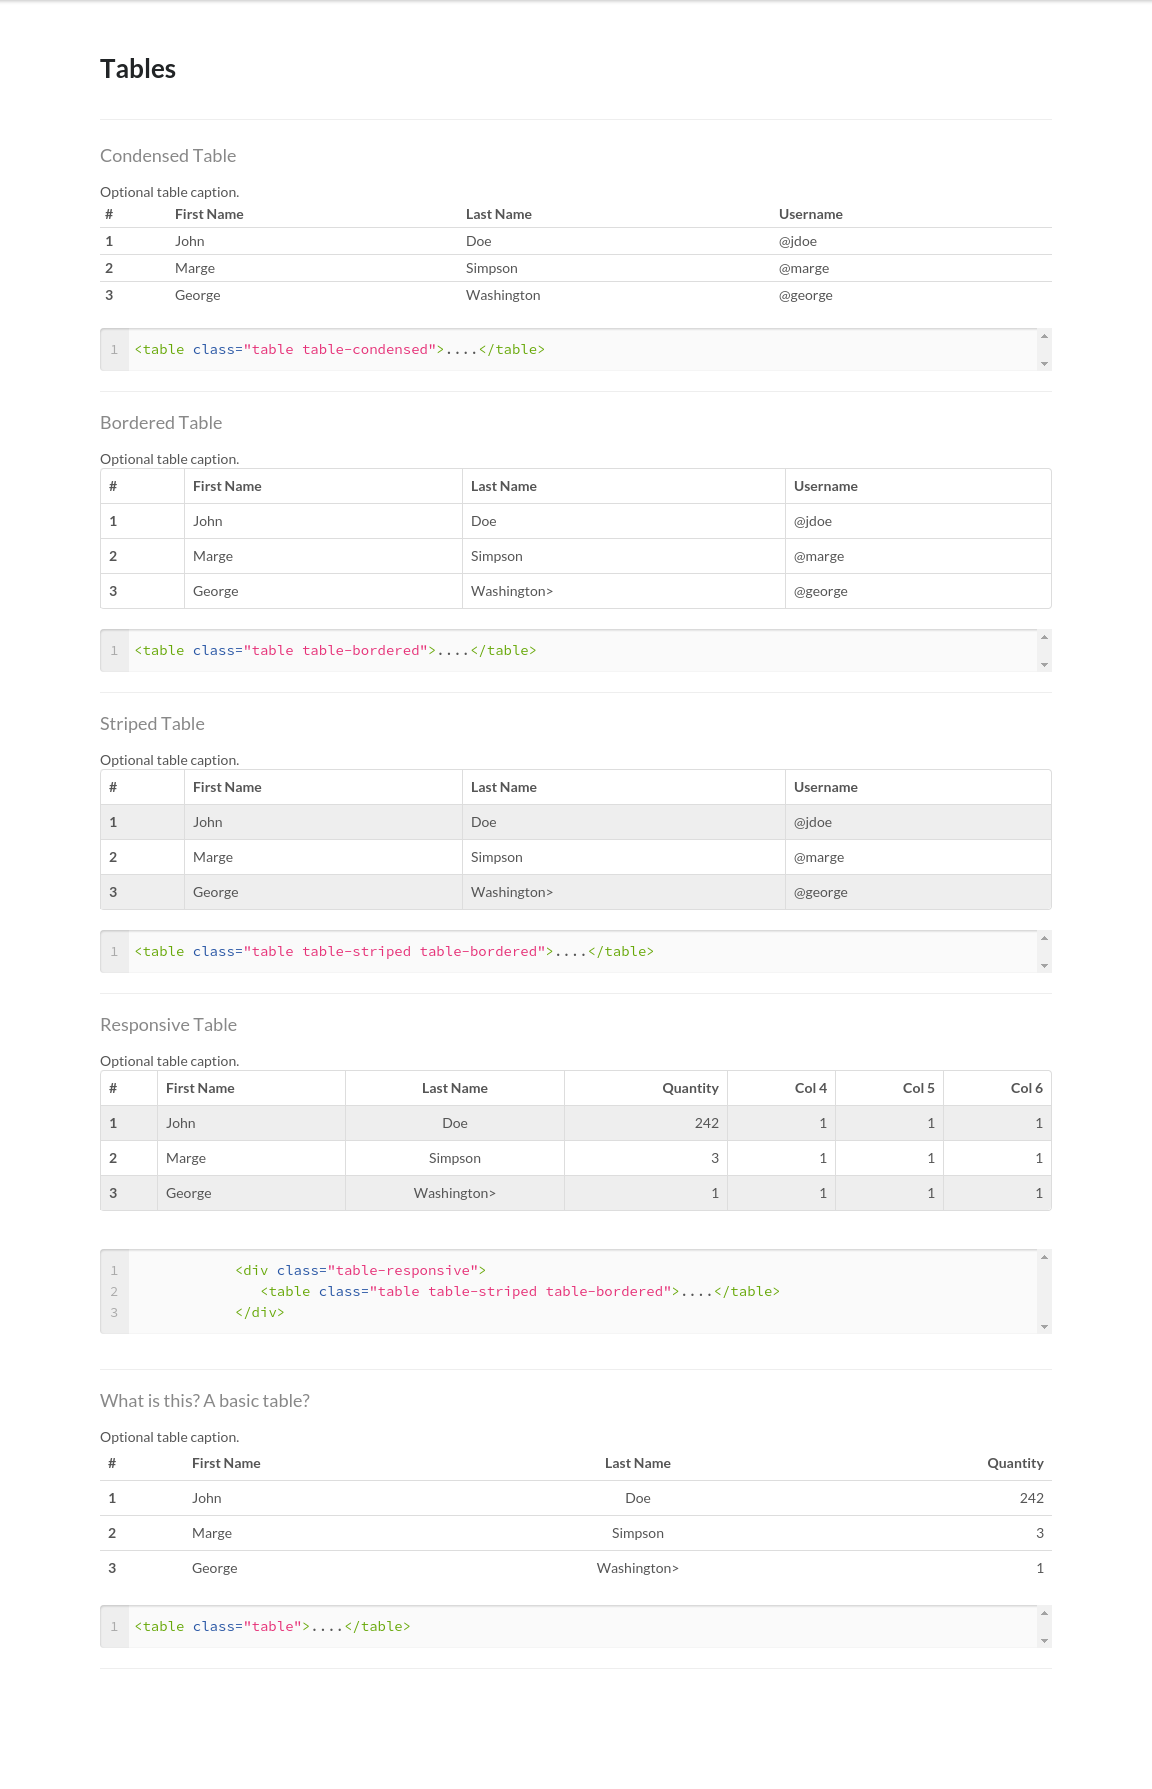 Tables
Condensed Table
Optional table caption.
# First Name Last Name Username
1 John Doe @jdoe
2 Marge Simpson @marge
3 George Washington @george
1 <table class="table table-condensed">....</table>
Bordered Table
Optional table caption.
# First Name Last Name Username
1 John Doe @jdoe
2 Marge Simpson @marge
3 George Washington> @george
1 <table class="table table-bordered">....</table>
Striped Table
Optional table caption.
# First Name Last Name Username
1 John Doe @jdoe
2 Marge Simpson @marge
3 George Washington> @george
1 <table class="table table-striped table-bordered">....</table>
Responsive Table
Optional table caption.
# First Name Last Name Quantity Col 4 Col 5 Col 6
1 John Doe 242 1 1 1
2 Marge Simpson 3 1 1 1
3 George Washington> 1 1 1 1
1 <div class="table-responsive">
2 <table class="table table-striped table-bordered">....</table>
3 </div>
What is this? A basic table?
Optional table caption.
# First Name Last Name Quantity
1 John Doe 242
2 Marge Simpson 3
3 George Washington> 1
1 <table class="table">....</table>